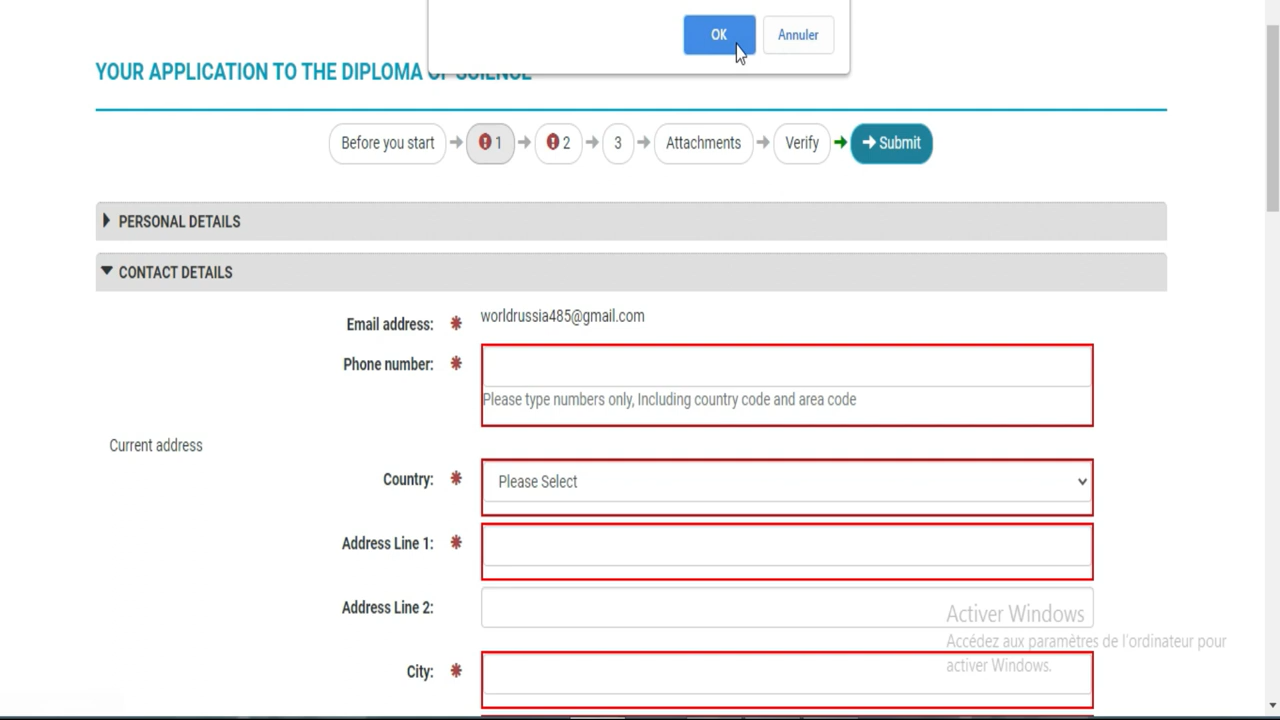 OK Annuler
YOUR APPLICATION TO THE DIPLOMA OF SCIENCE
Before you start 1 2 3 Attachments Verify Submit
PERSONAL DETAILS
CONTACT DETAILS
Email address: worldrussia485@gmail.com
Phone number:
Please type numbers only, Including country code and area code
Current address
Country: Please Select
Address Line 1:
Address Line 2:
City:
Activer Windows
Accédez aux paramètres de l'ordinateur pour
activer Windows.